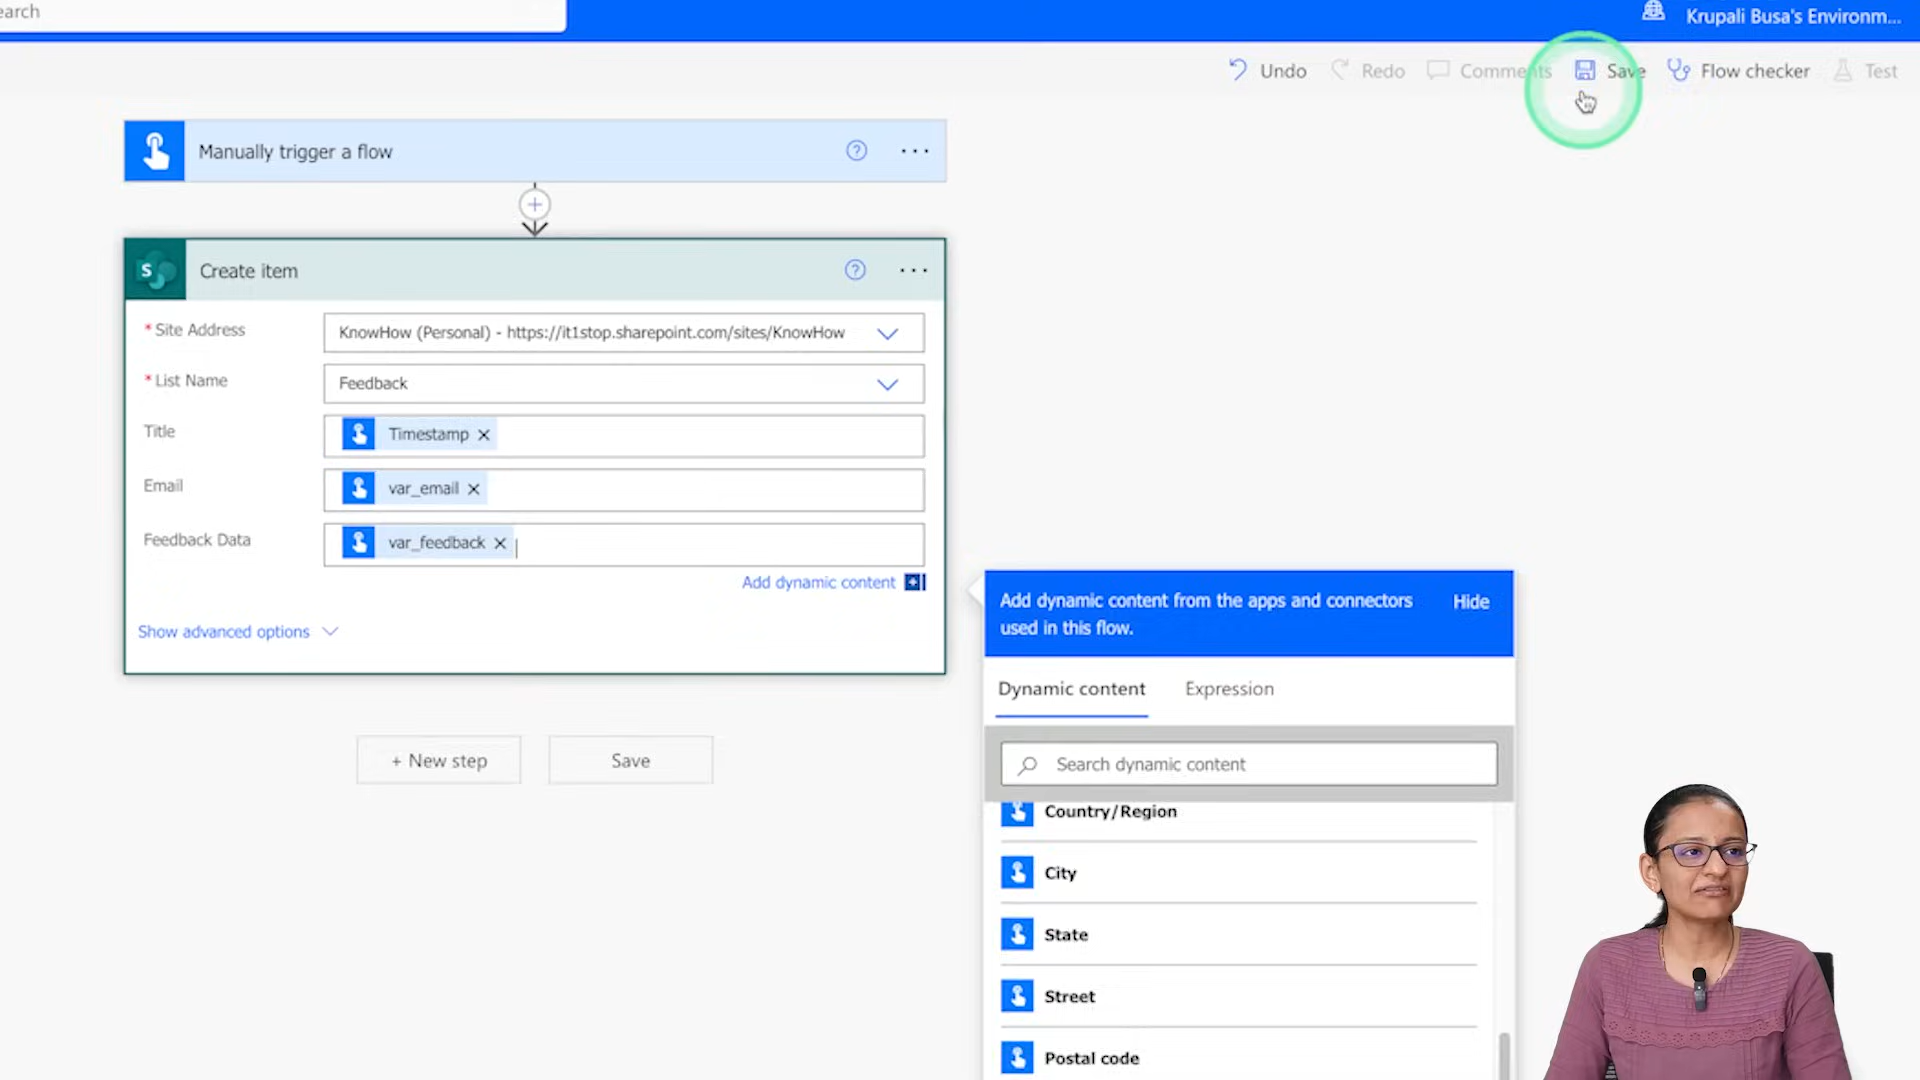 earch
Krupali Busa's Environm...
Undo
Redo
Comments
Save
Flow checker
Test
Manually trigger a flow
Create item
* Site Address
KnowHow (Personal) - https://it1stop.sharepoint.com/sites/KnowHow
* List Name
Feedback
Title
Timestamp
Email
var_email
Feedback Data
var_feedback
Add dynamic content
Show advanced options
+ New step
Save
Add dynamic content from the apps and connectors
used in this flow.
Hide
Dynamic content
Expression
Search dynamic content
Country/Region
City
State
Street
Postal code